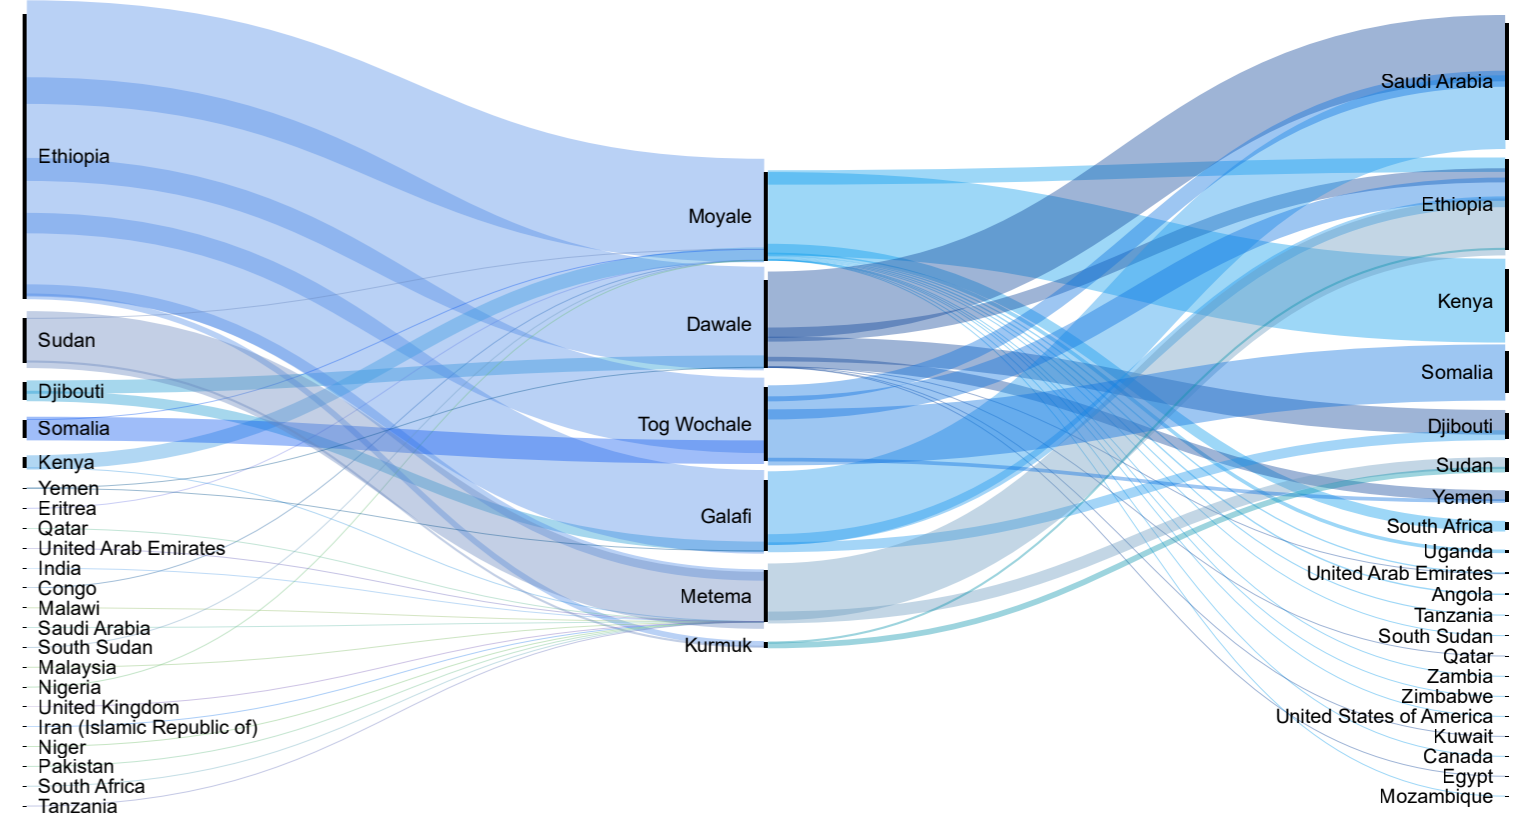 Ethiopia
Sudan
Djibouti
Somalia
Kenya
Yemen
Eritrea
Qatar
United Arab Emirates
India
Congo
Malawi
Saudi Arabia
South Sudan
Malaysia
Nigeria
United Kingdom
Iran (Islamic Republic of)
Niger
Pakistan
South Africa
Tanzania
Moyale
Dawale
Tog Wochale
Galafi
Metema
Kurmuk
Saudi Arabia
Ethiopia
Kenya
Somalia
Djibouti
Sudan
Yemen
South Africa
Uganda
United Arab Emirates
Angola
Tanzania
South Sudan
Qatar
Zambia
Zimbabwe
United States of America
Kuwait
Canada
Egypt
Mozambique